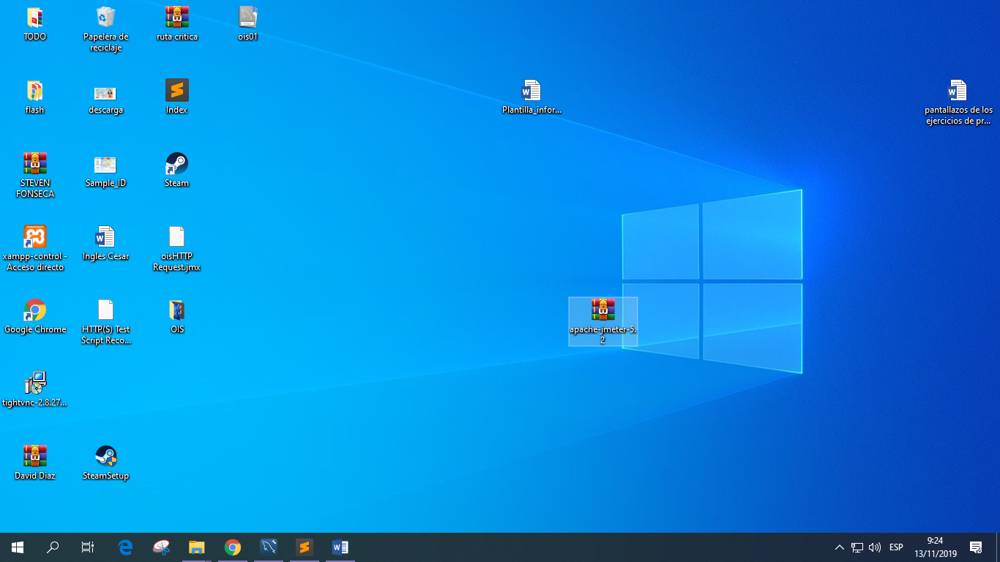 TODO
Papelera de
reciclaje
ruta critica
ois01
flash
descarga
Index
Plantilla_infor...
pantallazos de los
ejercicios de pr...
STEVEN
FONSECA
Sample_ID
Steam
xampp-control -
Acceso directo
Ingles Cesar
oisHTTP
Request.jmx
Google Chrome
HTTP(S) Test
Script Reco...
OIS
apache-jmeter-5.
2
tightvnc-2.8.27...
David Diaz
SteamSetup
ESP
9:24
13/11/2019